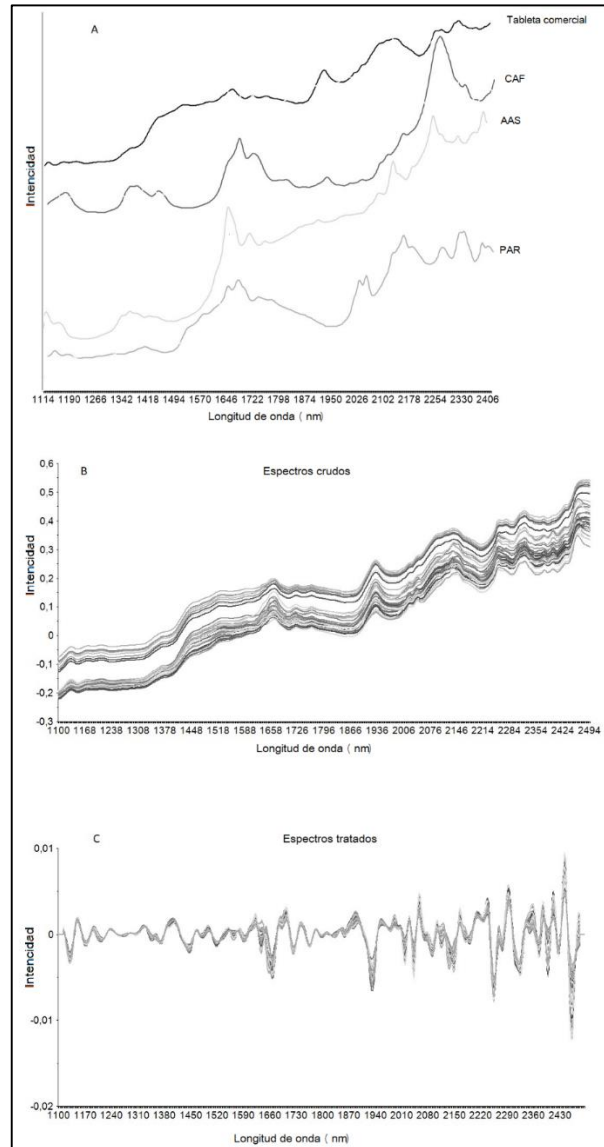 A
Tableta comercial
CAF
AAS
PAR
Intencidad
1114 1190 1266 1342 1418 1494 1570 1646 1722 1798 1874 1950 2026 2102 2178 2254 2330 2406
Longitud de onda ( nm)
B
Espectros crudos
0,6
0,5
0,4
0,3
0,2
0,1
0
-0,1
-0,2
-0,3
Intencidad
1100 1168 1238 1308 1378 1448 1518 1588 1658 1726 1796 1866 1936 2006 2076 2146 2214 2284 2354 2424 2494
Longitud de onda ( nm)
C
Espectros tratados
0,01
0
-0,01
-0,02
Intencidad
1100 1170 1240 1310 1380 1450 1520 1590 1660 1730 1800 1870 1940 2010 2080 2150 2220 2290 2360 2430
Longitud de onda ( nm)